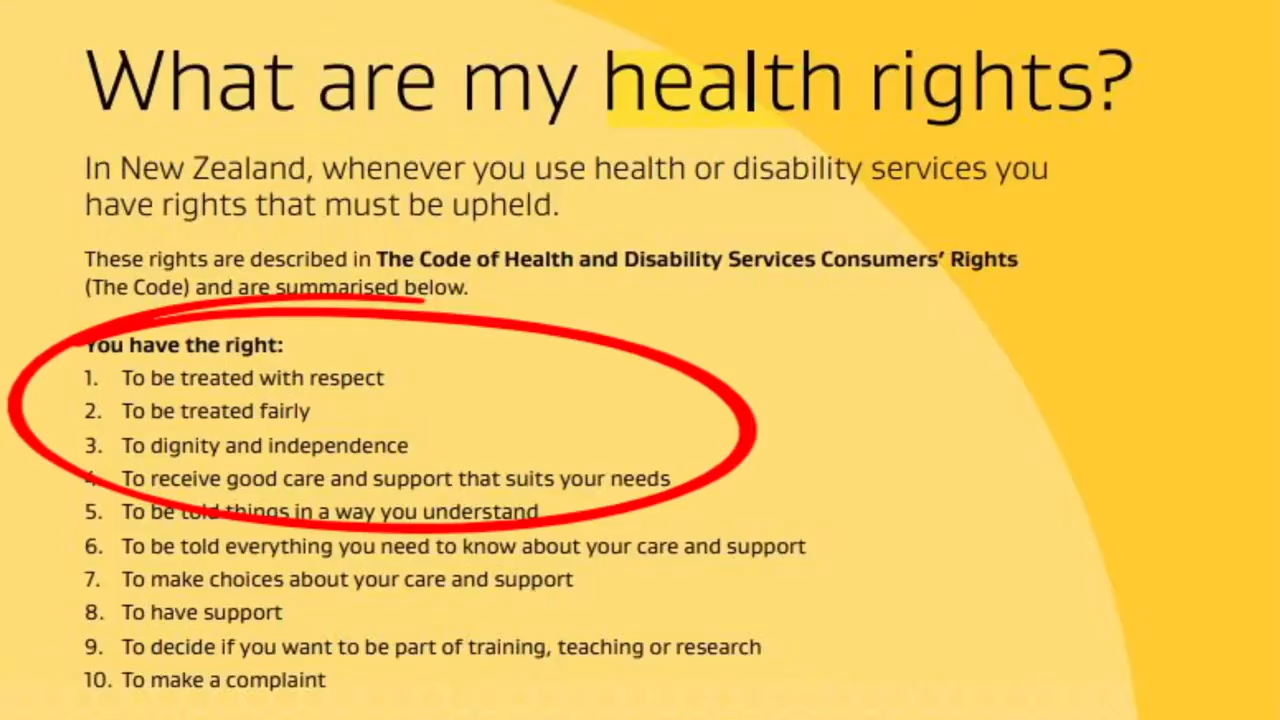 What are my health rights?
In New Zealand, whenever you use health or disability services you
have rights that must be upheld.
These rights are described in The Code of Health and Disability Services Consumers’ Rights
(The Code) and are summarised below.
You have the right:
1. To be treated with respect
2. To be treated fairly
3. To dignity and independence
4. To receive good care and support that suits your needs
5. To be told things in a way you understand
6. To be told everything you need to know about your care and support
7. To make choices about your care and support
8. To have support
9. To decide if you want to be part of training, teaching or research
10. To make a complaint